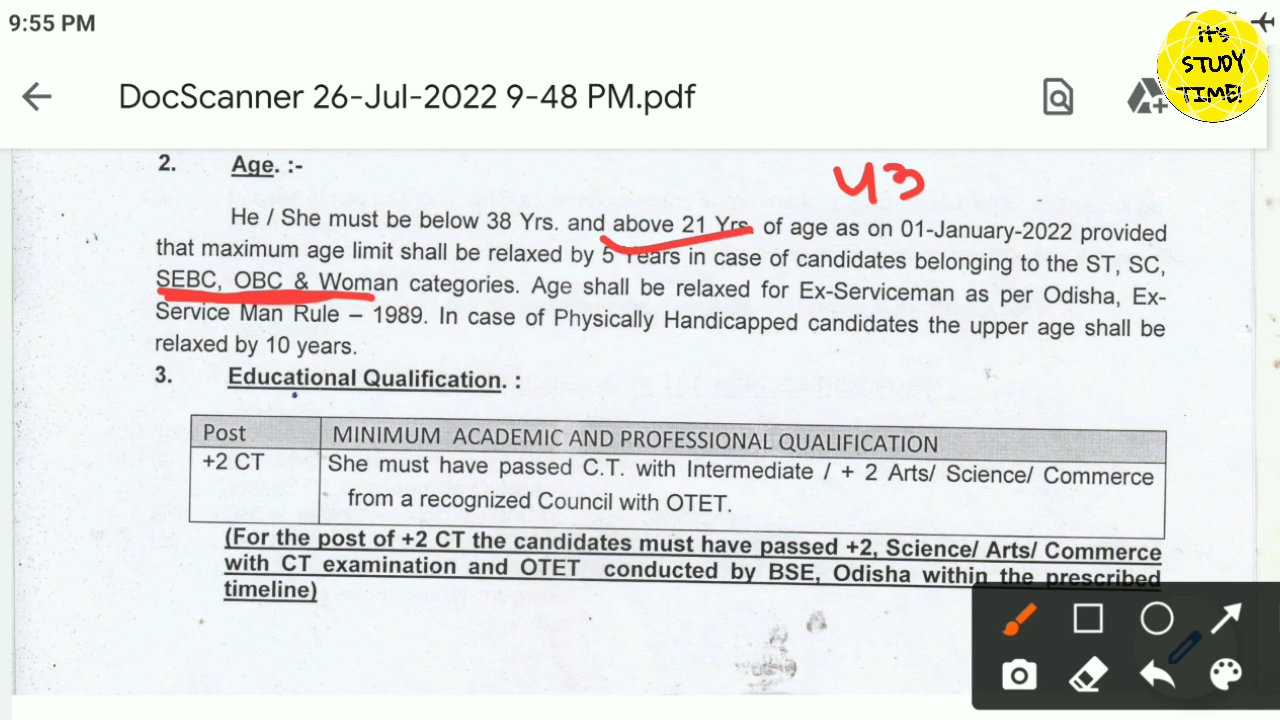 9:55 PM
IT'S
STUDY
TIME!
DocScanner 26-Jul-2022 9-48 PM.pdf
43
2. Age. :-
He / She must be below 38 Yrs. and above 21 Yrs. of age as on 01-January-2022 provided
that maximum age limit shall be relaxed by 5 Years in case of candidates belonging to the ST, SC,
SEBC, OBC & Woman categories. Age shall be relaxed for Ex-Serviceman as per Odisha, Ex-
Service Man Rule – 1989. In case of Physically Handicapped candidates the upper age shall be
relaxed by 10 years.
3. Educational Qualification. :
Post MINIMUM ACADEMIC AND PROFESSIONAL QUALIFICATION
+2 CT She must have passed C.T. with Intermediate / + 2 Arts/ Science/ Commerce
from a recognized Council with OTET.
(For the post of +2 CT the candidates must have passed +2, Science/ Arts/ Commerce
with CT examination and OTET conducted by BSE, Odisha within the prescribed
timeline)